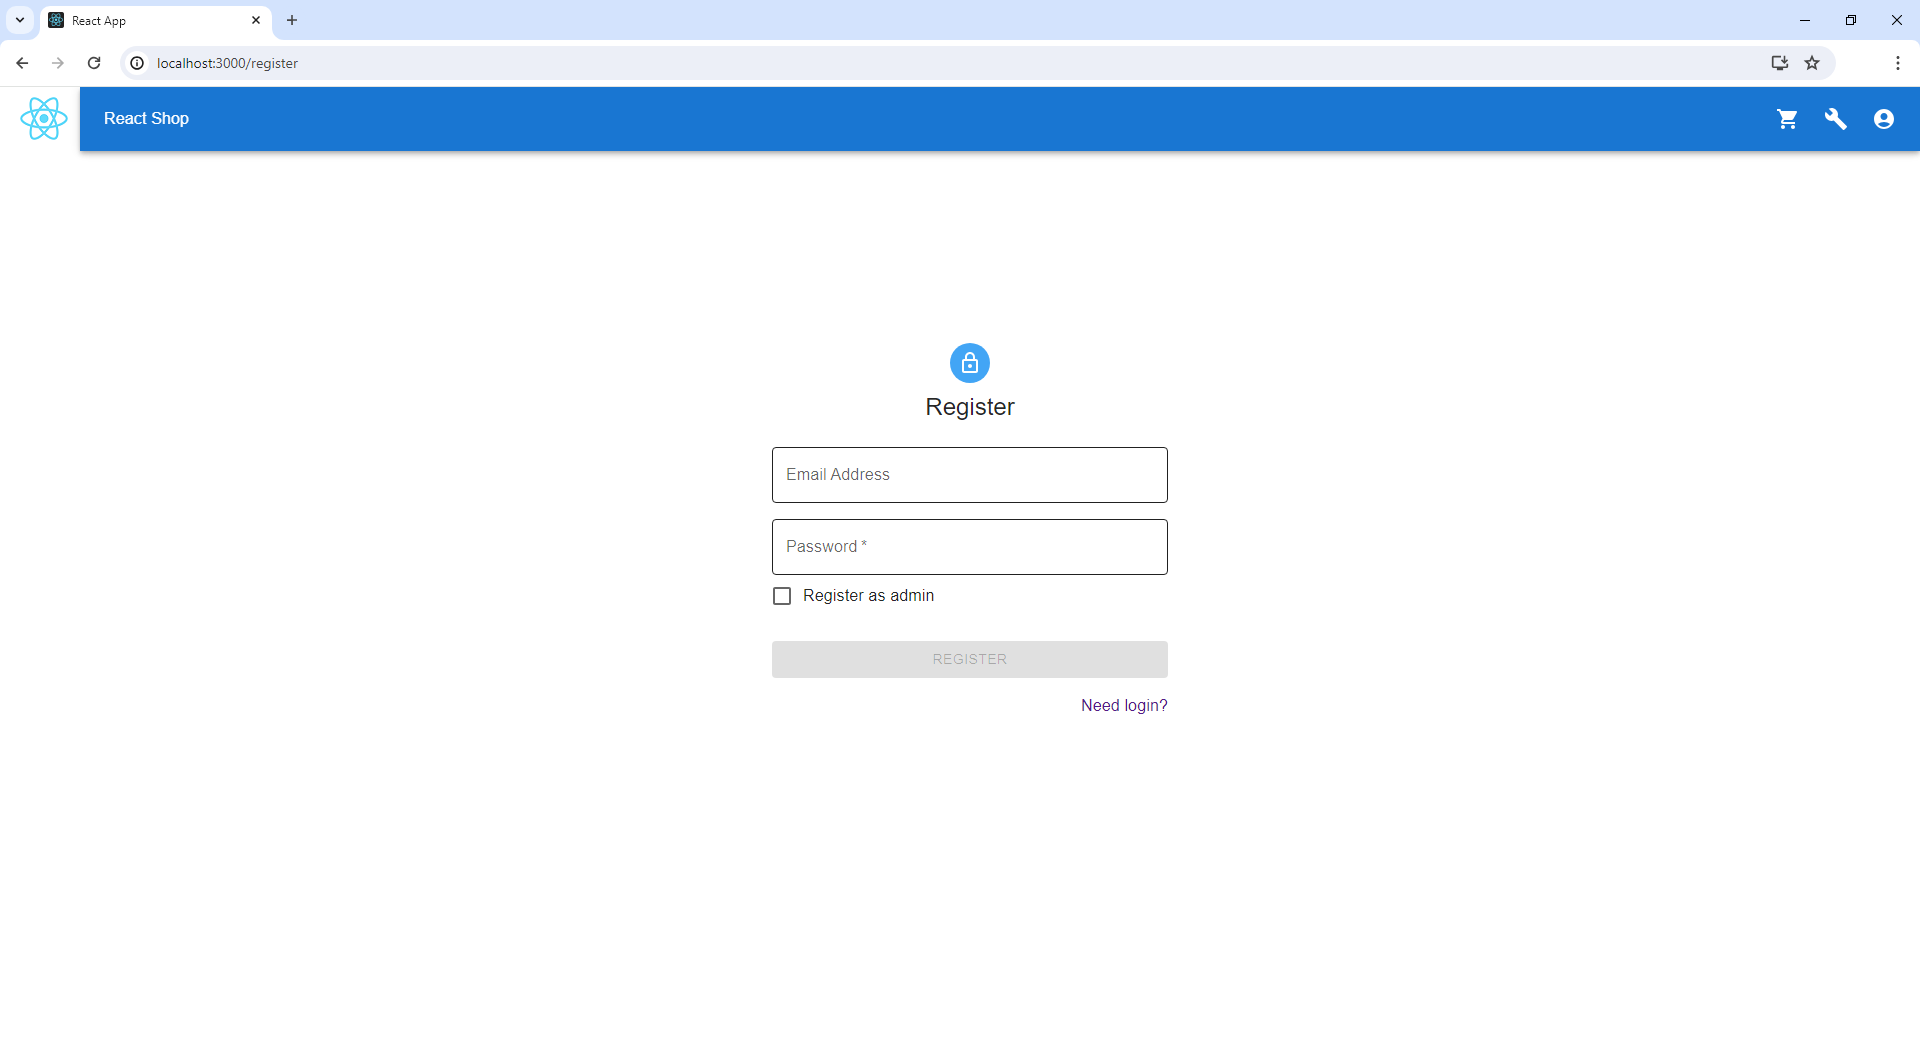 React App
localhost:3000/register
React Shop
Register
Email Address
Password *
Register as admin
REGISTER
Need login?